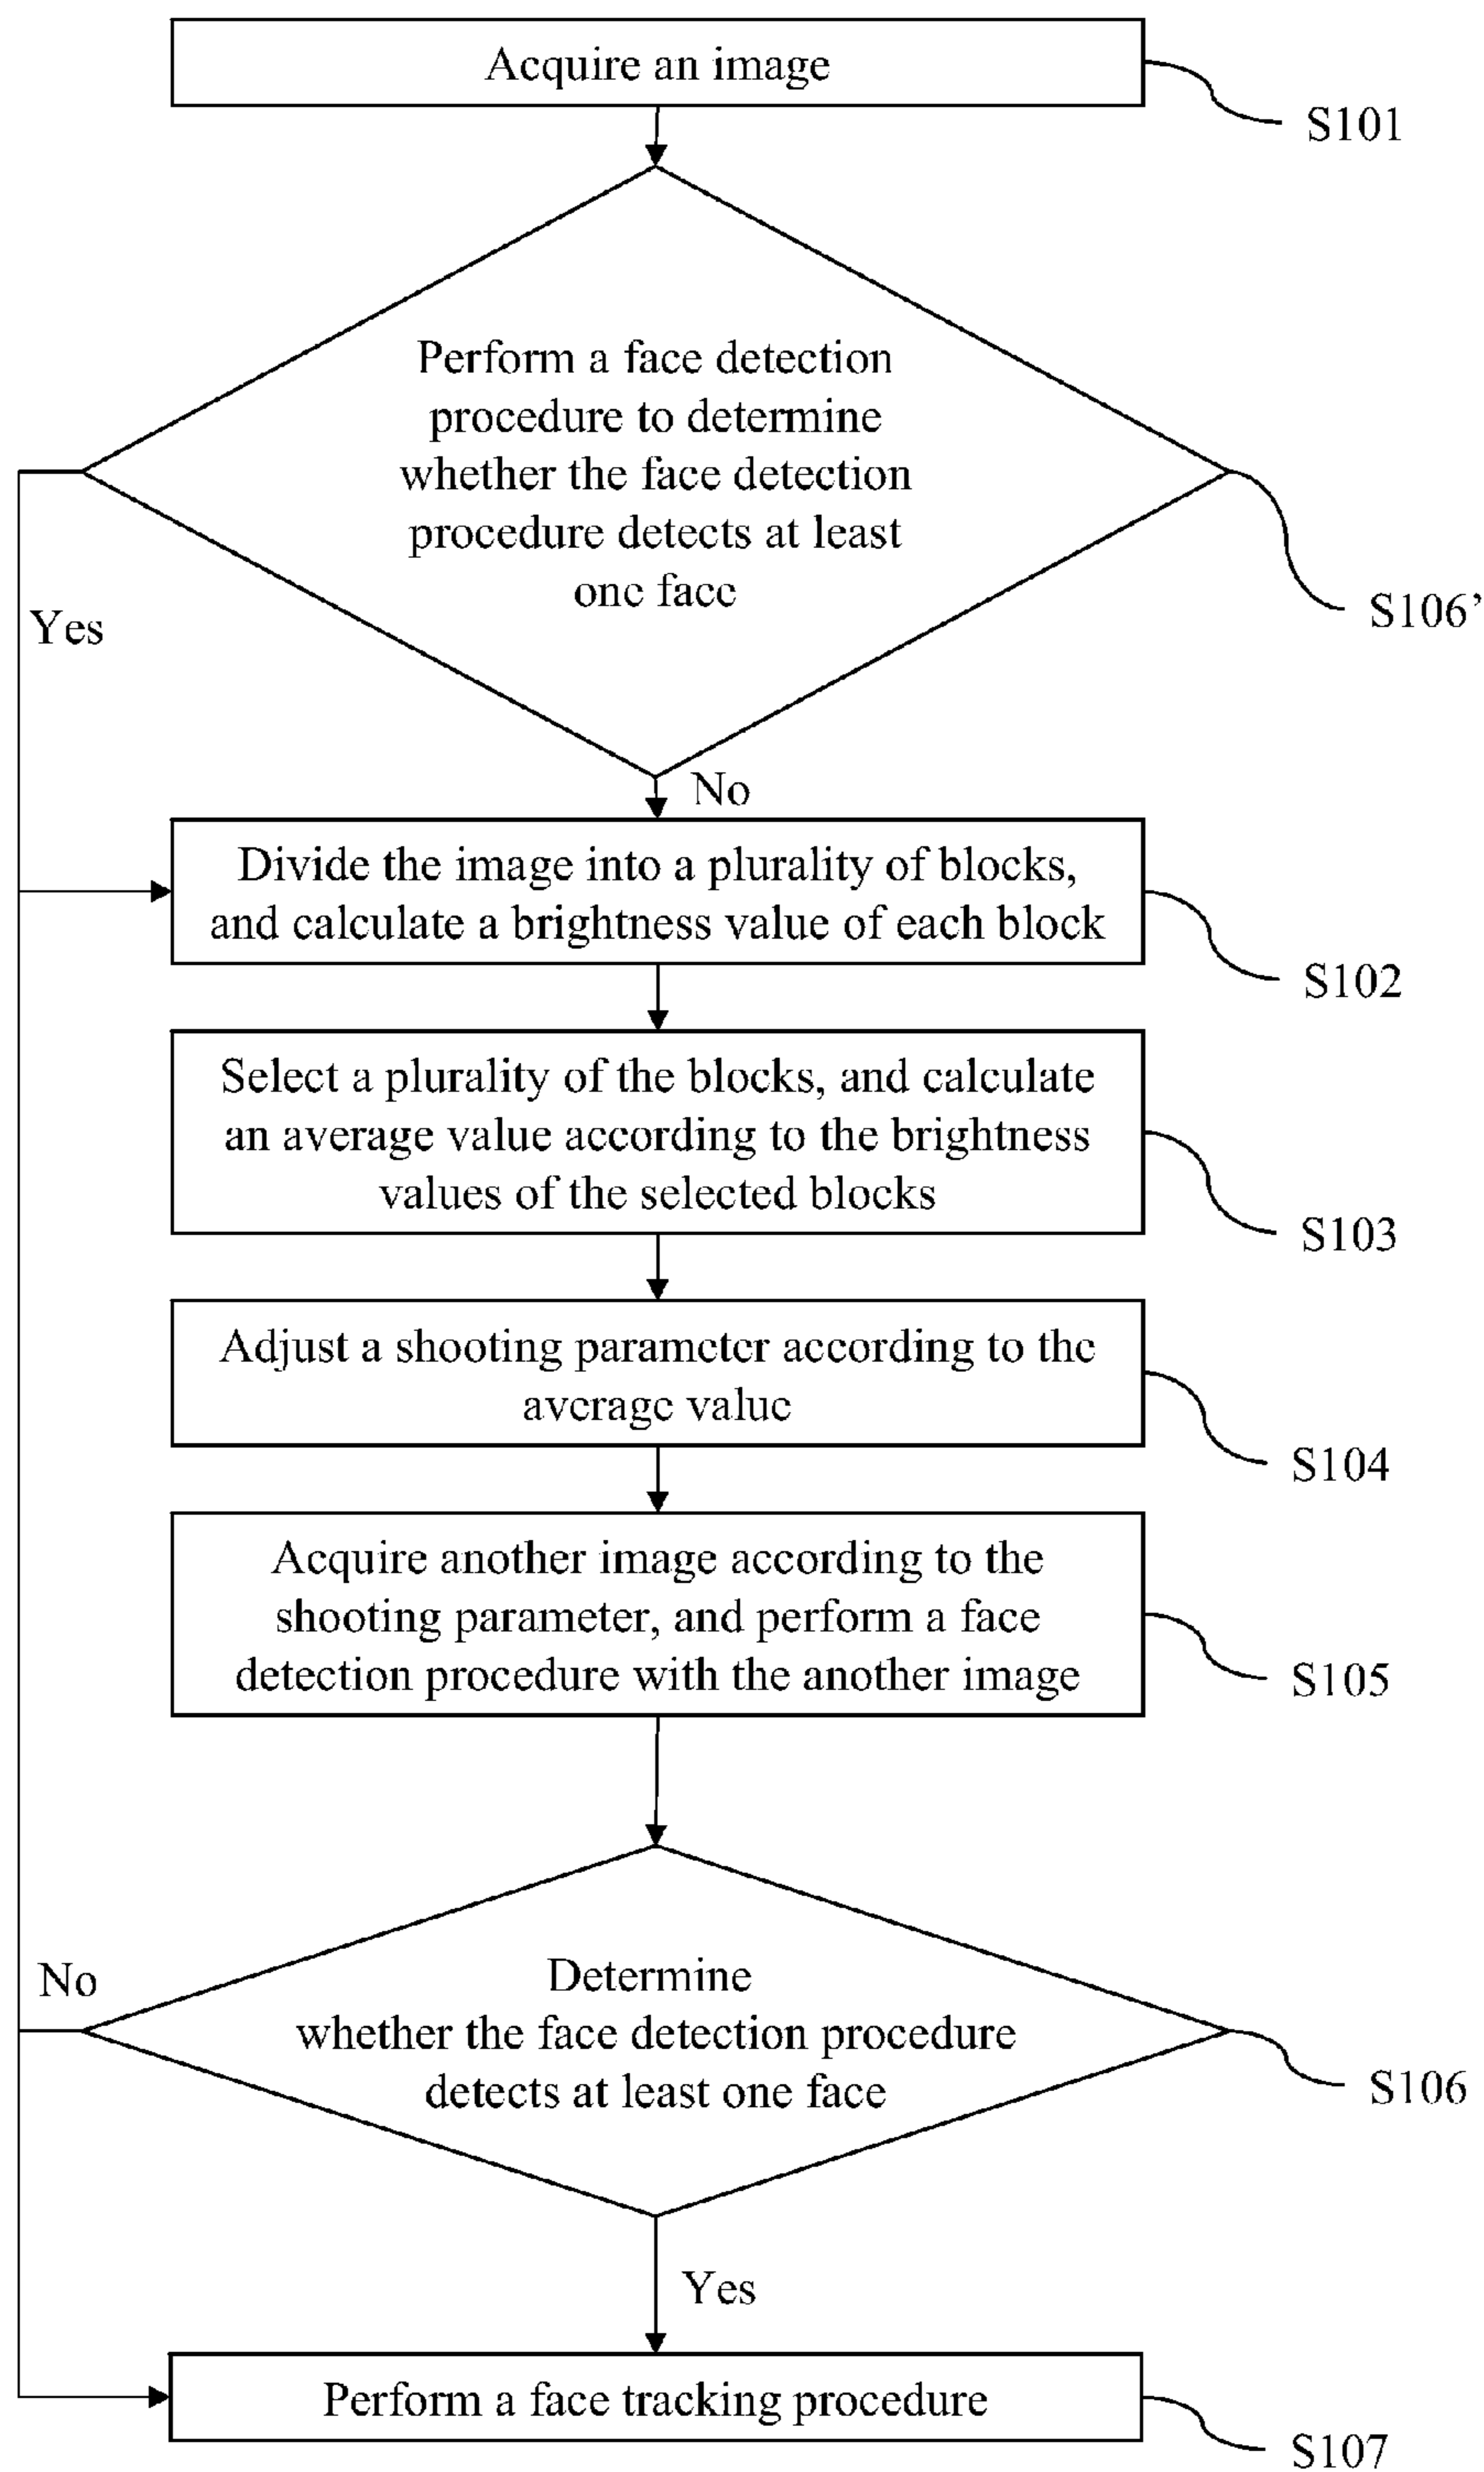 Acquire an image
S101
Perform a face detection
procedure to determine
whether the face detection
procedure detects at least
one face
S106’
Yes
No
Divide the image into a plurality of blocks,
and calculate a brightness value of each block
S102
Select a plurality of the blocks, and calculate
an average value according to the brightness
values of the selected blocks
S103
Adjust a shooting parameter according to the
average value
S104
Acquire another image according to the
shooting parameter, and perform a face
detection procedure with the another image
S105
No
Determine
whether the face detection procedure
detects at least one face
S106
Yes
Perform a face tracking procedure
S107